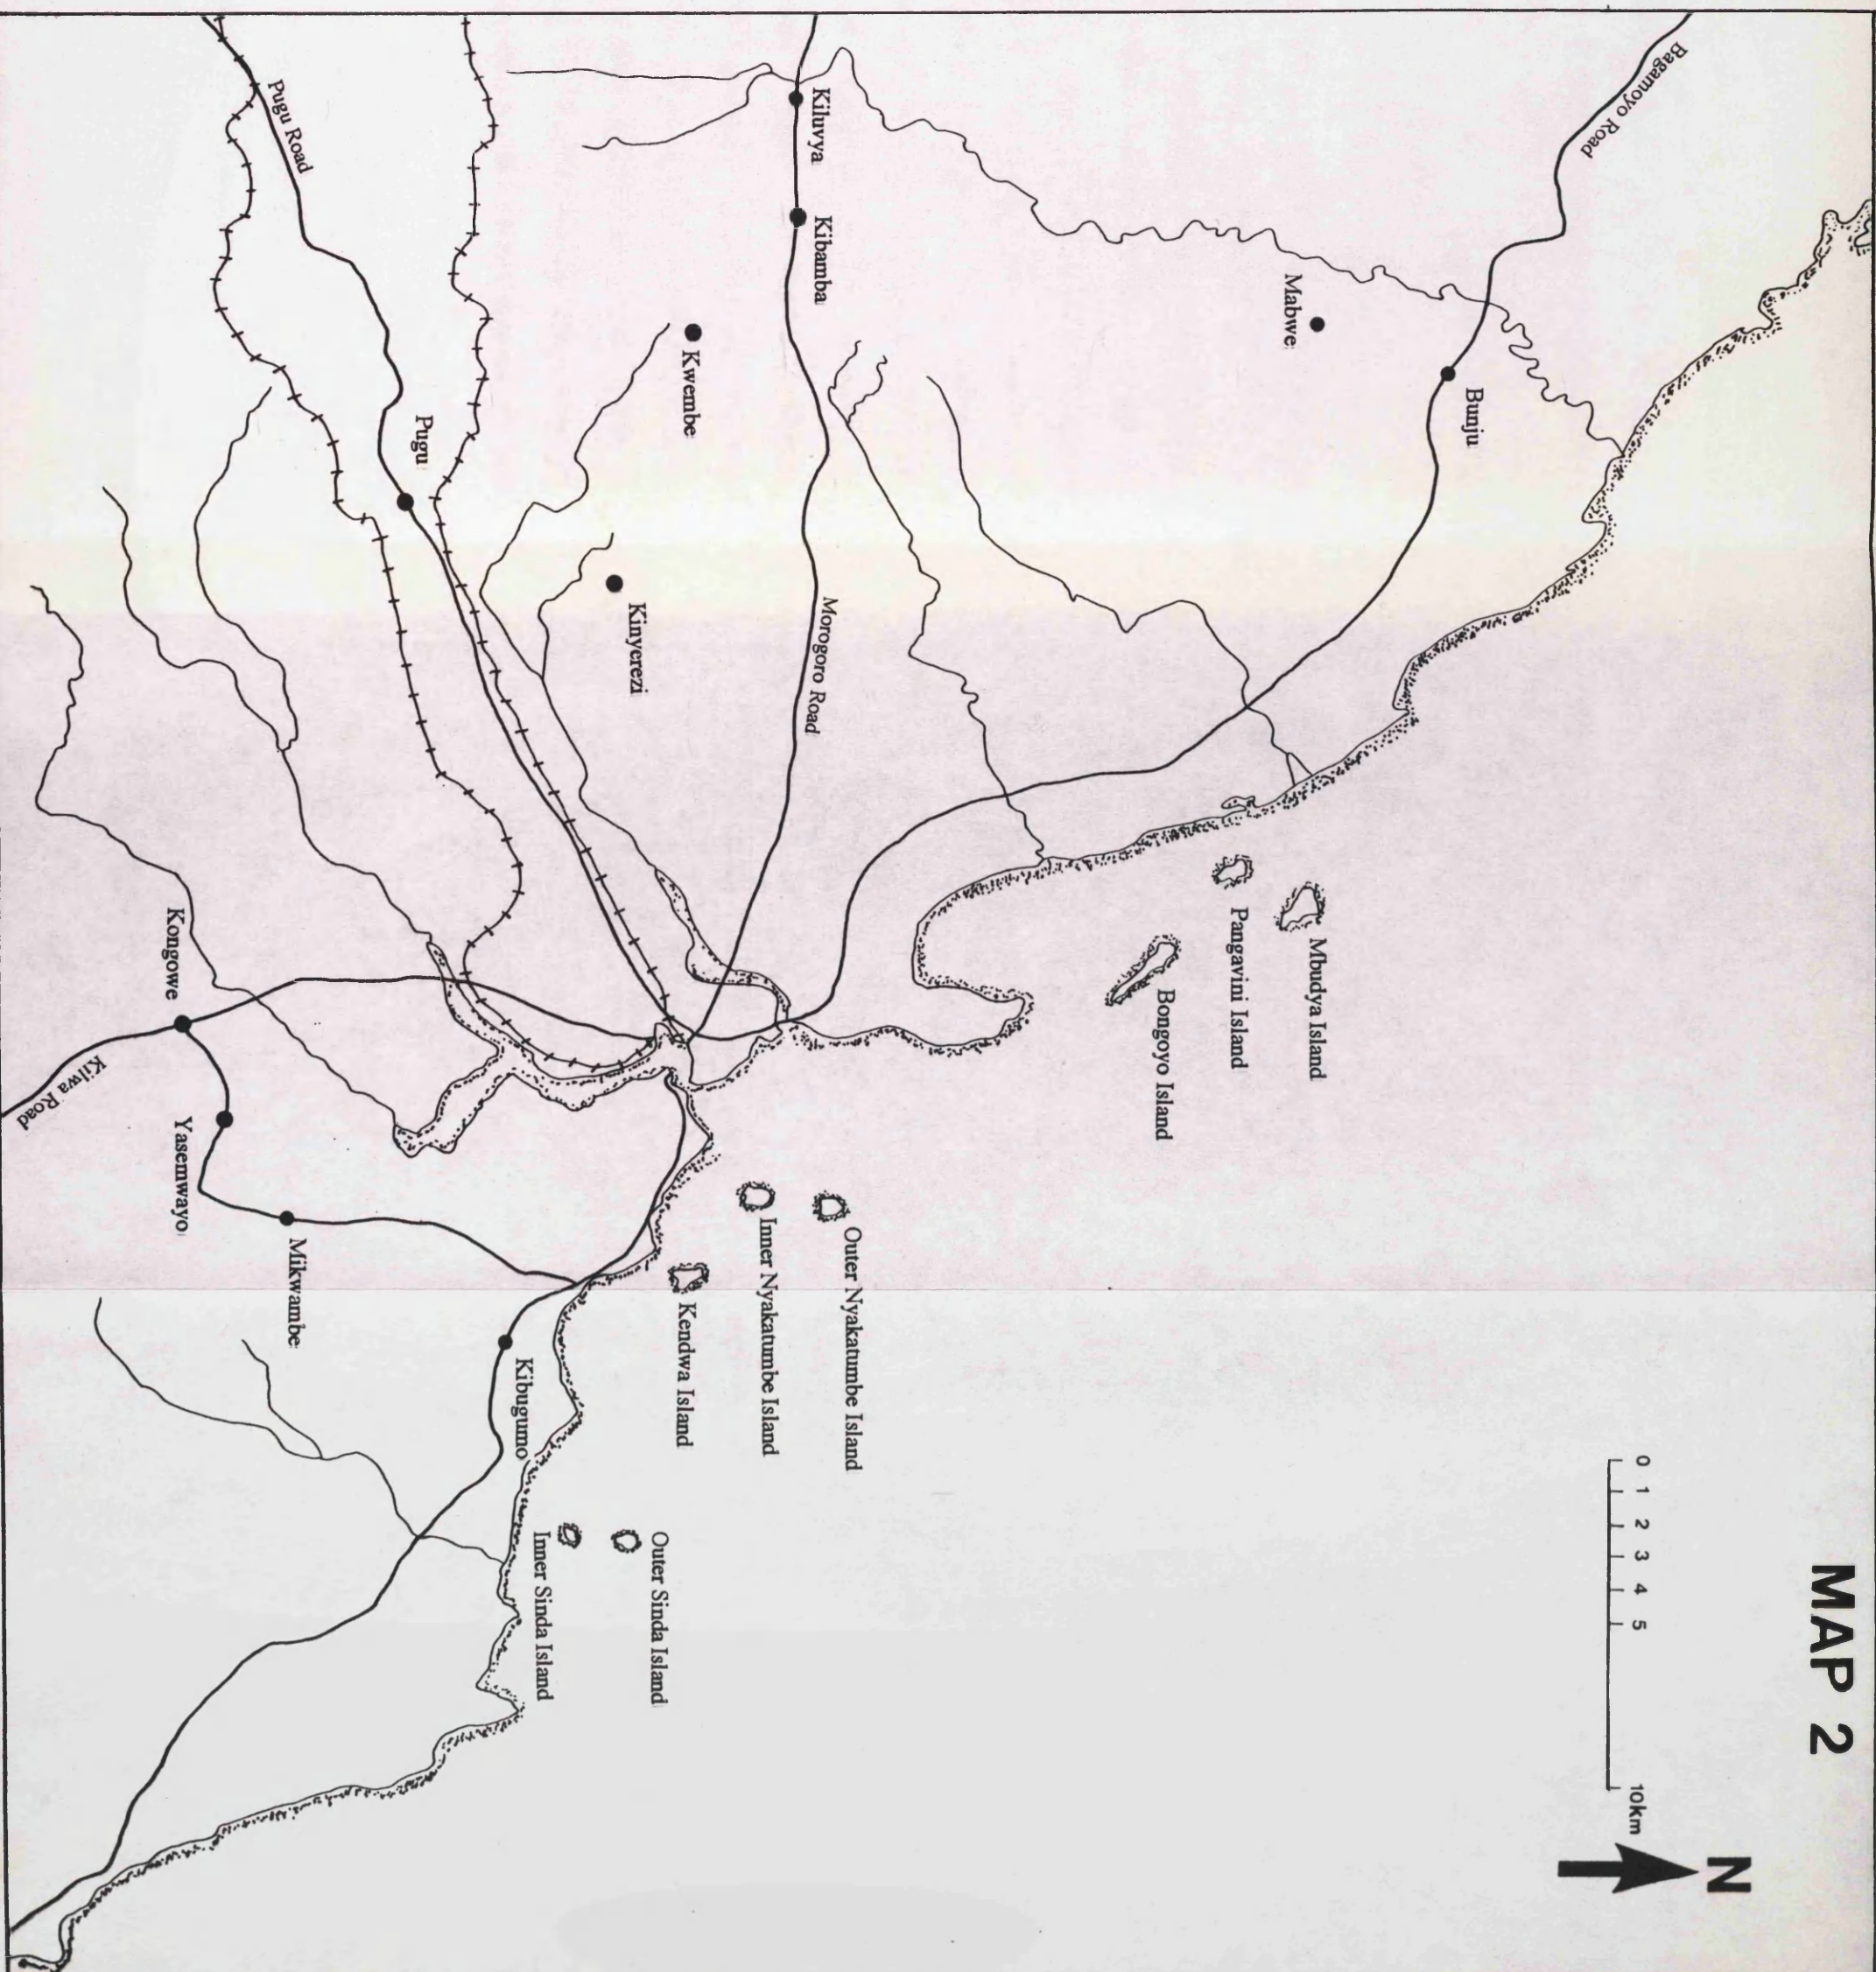 MAP 2
N
0 1 2 3 4 5 10km
Bagamoyo Road
Bunju
Mabwe
Mbudya Island
Pangavini Island
Bongoyo Island
Kiluvya
Kibamba
Morogoro Road
Outer Nyakatumbe Island
Inner Nyakatumbe Island
Kwembe
Kendwa Island
Kinyerezi
Outer Sinda Island
Inner Sinda Island
Kibugumo
Pugu Road
Pugu
Mikwambe
Kongowe
Yasemwayo
Kilwa Road